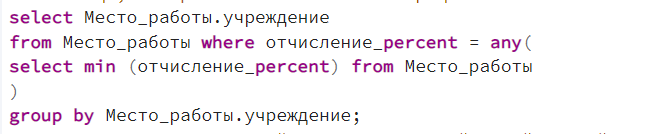 select Место_работы.учреждение
from Место_работы where отчисление_percent = any(
select min (отчисление_percent) from Место_работы
)
group by Место_работы.учреждение;